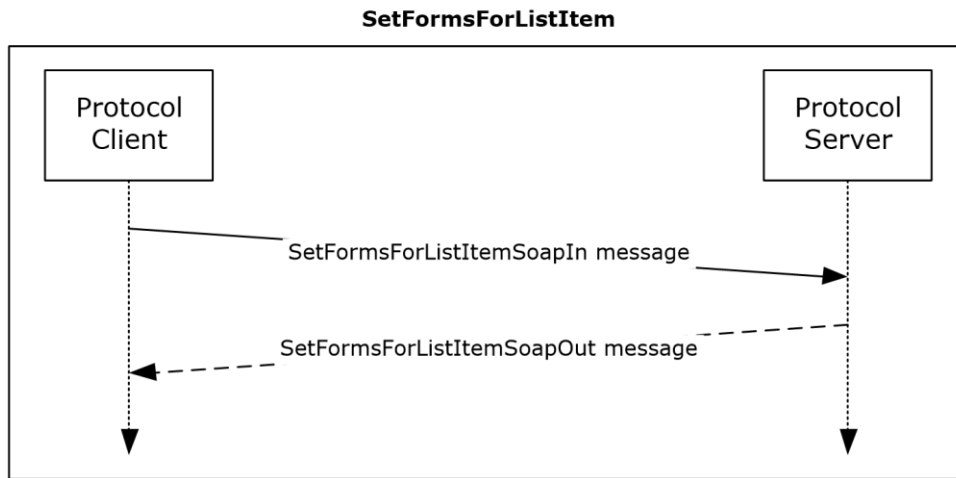 SetFormsForListItem
Protocol
Client
Protocol
Server
SetFormsForListItemSoapIn message
SetFormsForListItemSoapOut message